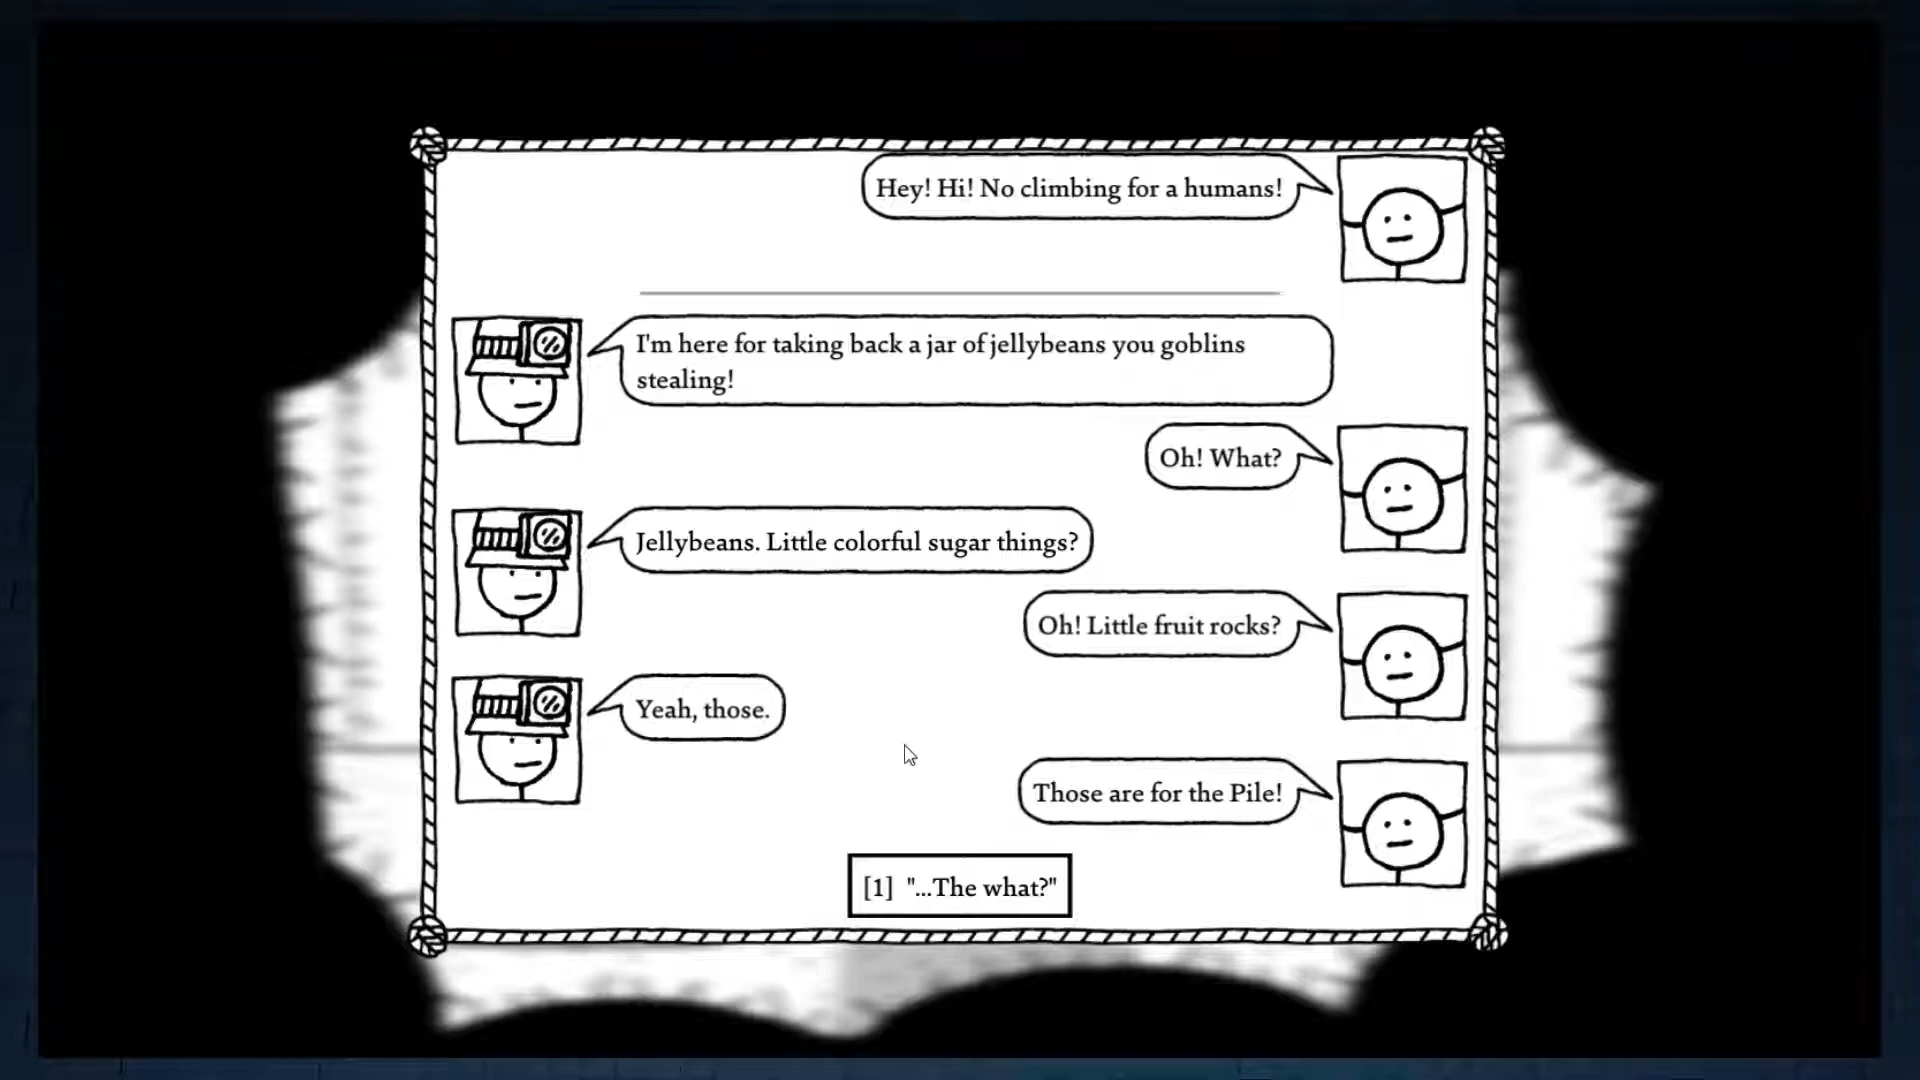 Hey! Hi! No climbing for a humans!
I'm here for taking back a jar of jellybeans you goblins
stealing!
Oh! What?
Jellybeans. Little colorful sugar things?
Oh! Little fruit rocks?
Yeah, those.
Those are for the Pile!
[1] "...The what?"